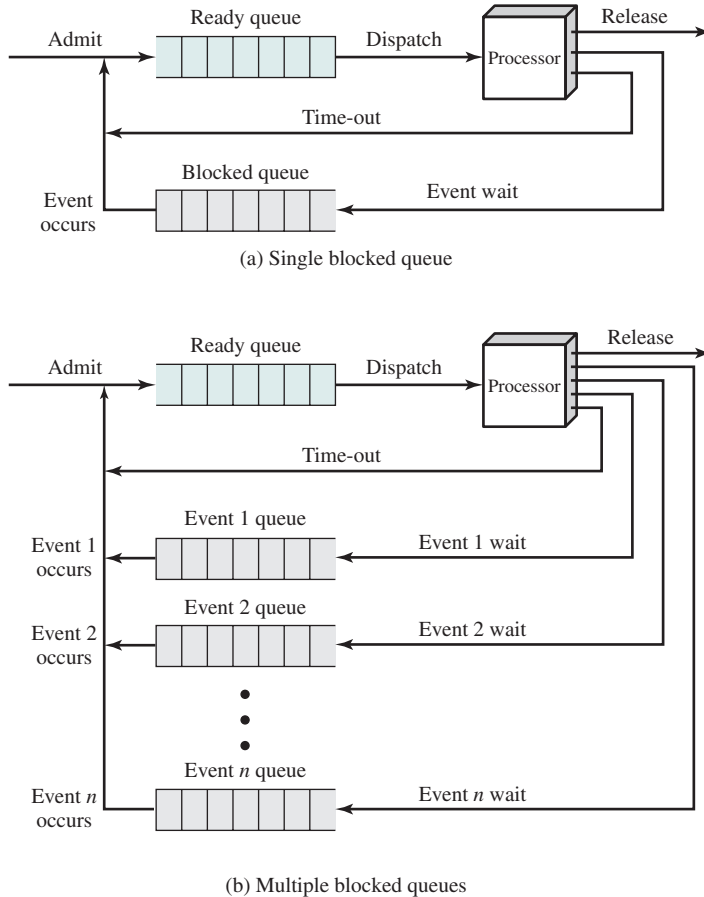 Ready queue
Release
Admit
Dispatch
Processor
Time-out
Blocked queue
Event
occurs
Event wait
(a) Single blocked queue
Ready queue
Release
Admit
Dispatch
Processor
Time-out
Event 1 queue
Event 1
occurs
Event 1 wait
Event 2 queue
Event 2
occurs
Event 2 wait
Event n queue
Event n
occurs
Event n wait
(b) Multiple blocked queues